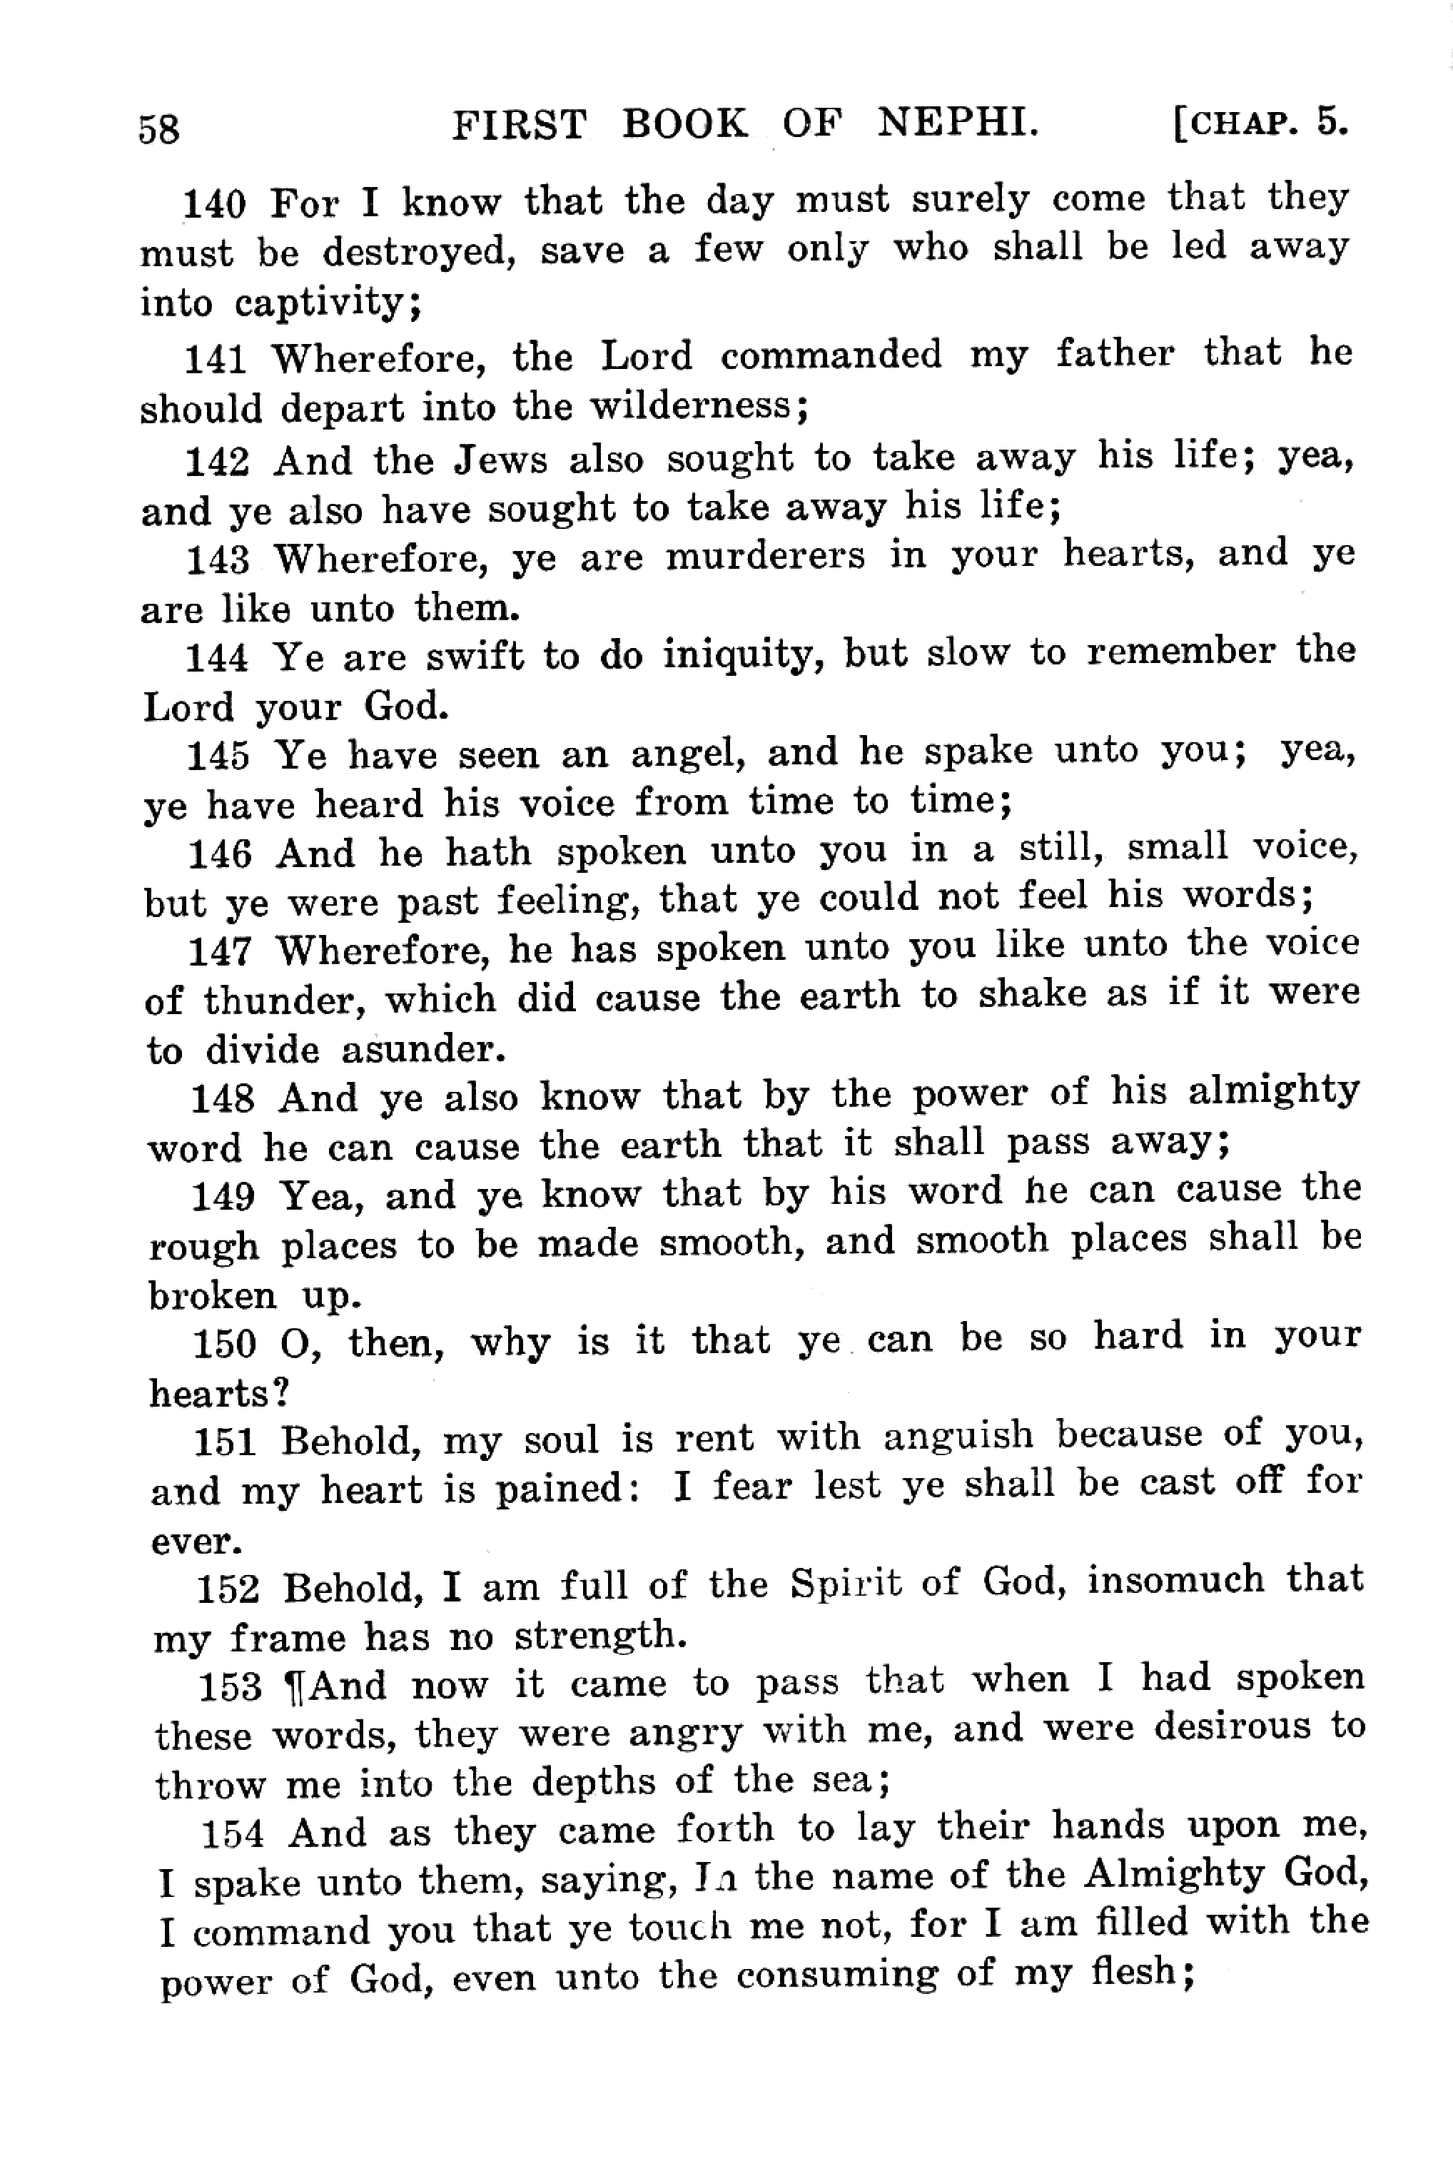 58 FIRST BOOK OF NEPHI. [CHAP. 5.
140 For I know that the day must surely come that they
must be destroyed, save a few only who shall be led away
into captivity;
141 Wherefore, the Lord commanded my father that he
should depart into the wilderness;
142 And the Jews also sought to take away his life; yea,
and ye also have sought to take away his life;
143 Wherefore, ye are murderers in your hearts, and ye
are like unto them.
144 Ye are swift to do iniquity, but slow to remember the
Lord your God.
145 Ye have seen an angel, and he spake unto you; yea,
ye have heard his voice from time to time;
146 And he hath spoken unto you in a still, small voice,
but ye were past feeling, that ye could not feel his words;
147 Wherefore, he has spoken unto you like unto the voice
of thunder, which did cause the earth to shake as if it were
to divide asunder.
148 And ye also know that by the power of his almighty
word he can cause the earth that it shall pass away;
149 Yea, and ye know that by his word he can cause the
rough places to be made smooth, and smooth places shall be
broken up.
150 O, then, why is it that ye can be so hard in your
hearts?
151 Behold, my soul is rent with anguish because of you,
and my heart is pained: I fear lest ye shall be cast off for
ever.
152 Behold, I am full of the Spirit of God, insomuch that
my frame has no strength.
153 ¶And now it came to pass that when I had spoken
these words, they were angry with me, and were desirous to
throw me into the depths of the sea;
154 And as they came forth to lay their hands upon me,
I spake unto them, saying, In the name of the Almighty God,
I command you that ye touch me not, for I am filled with the
power of God, even unto the consuming of my flesh;